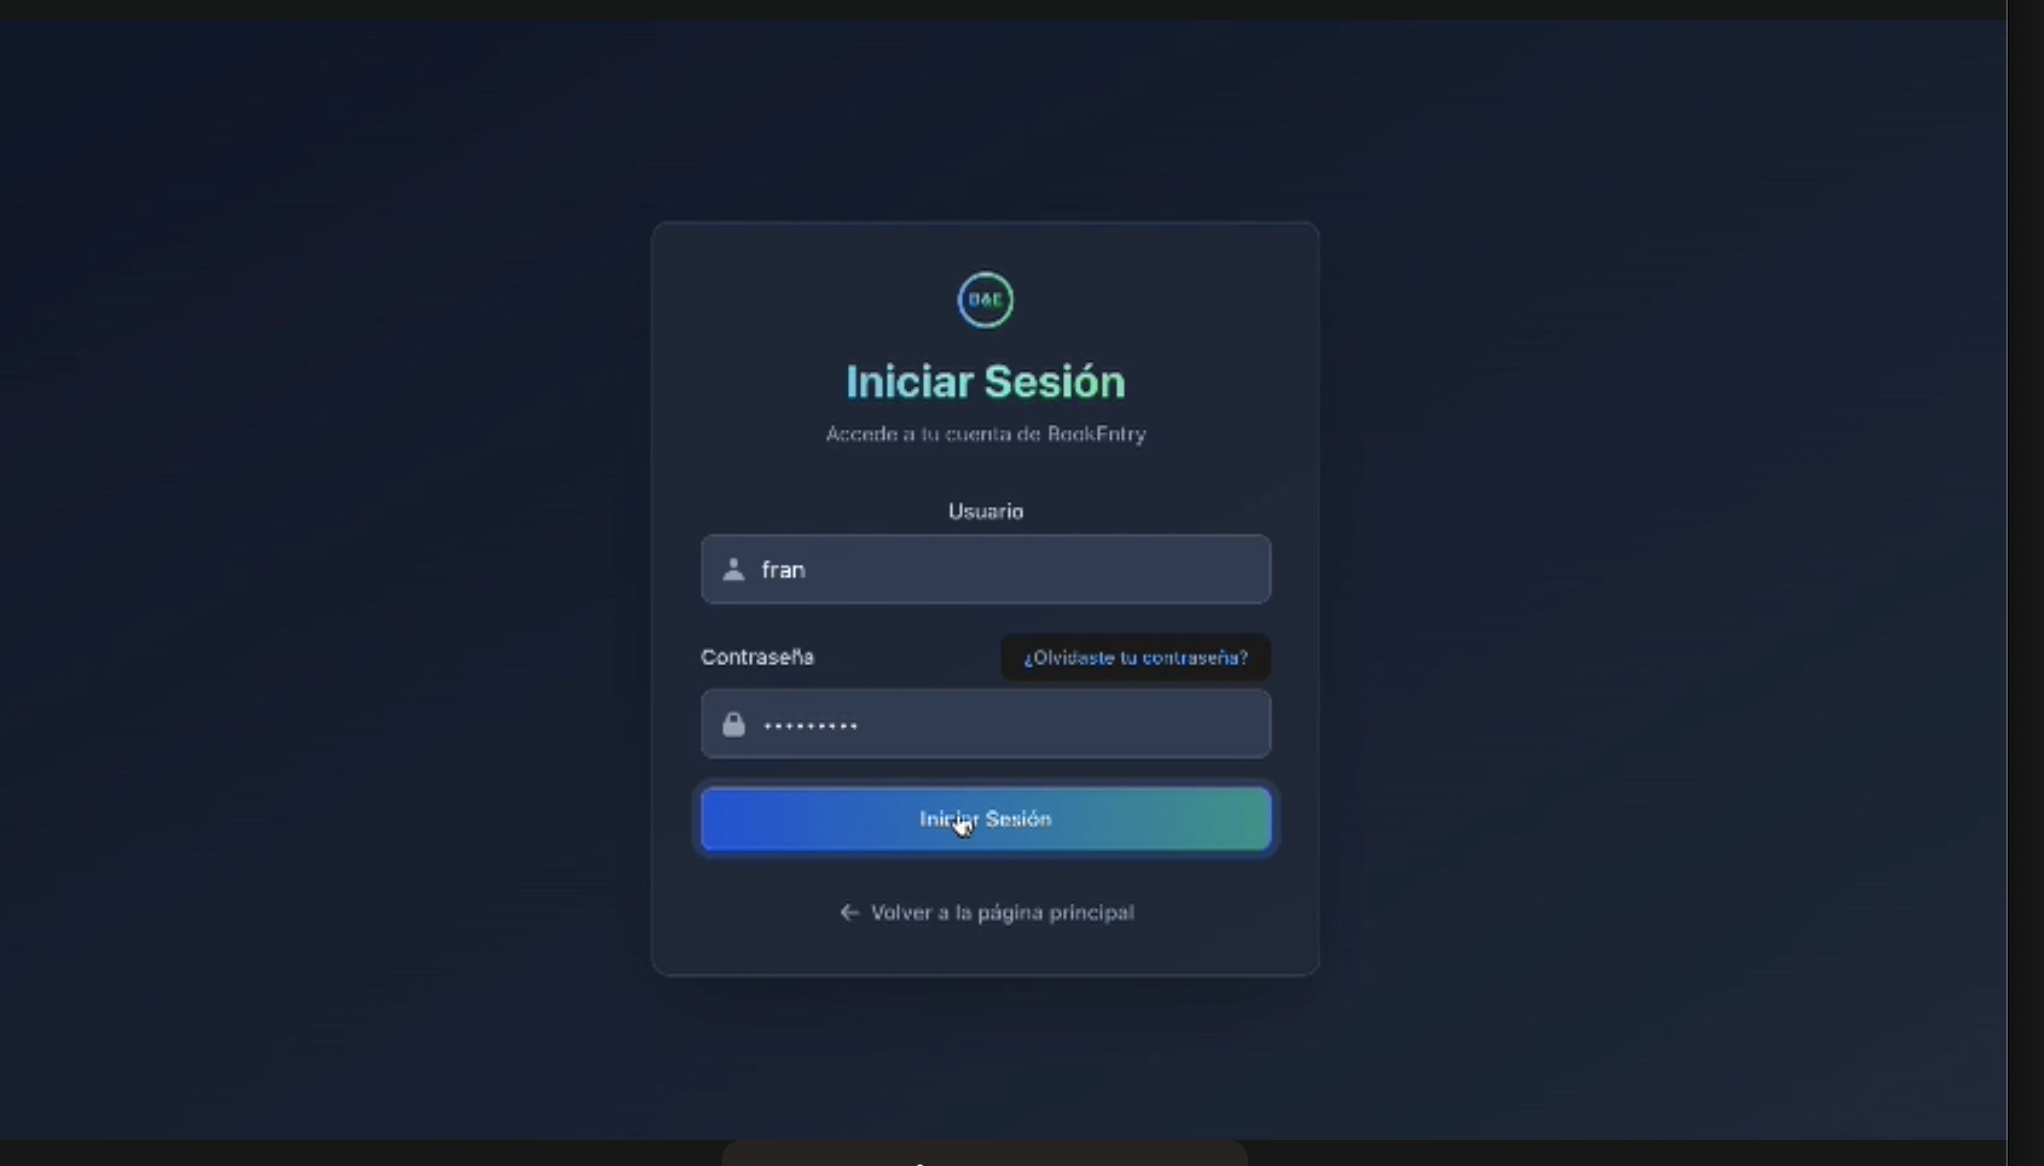 B&E
Iniciar Sesión
Accede a tu cuenta de BookEntry
Usuario
fran
Contraseña
¿Olvidaste tu contraseña?
•••••••••
Iniciar Sesión
← Volver a la página principal